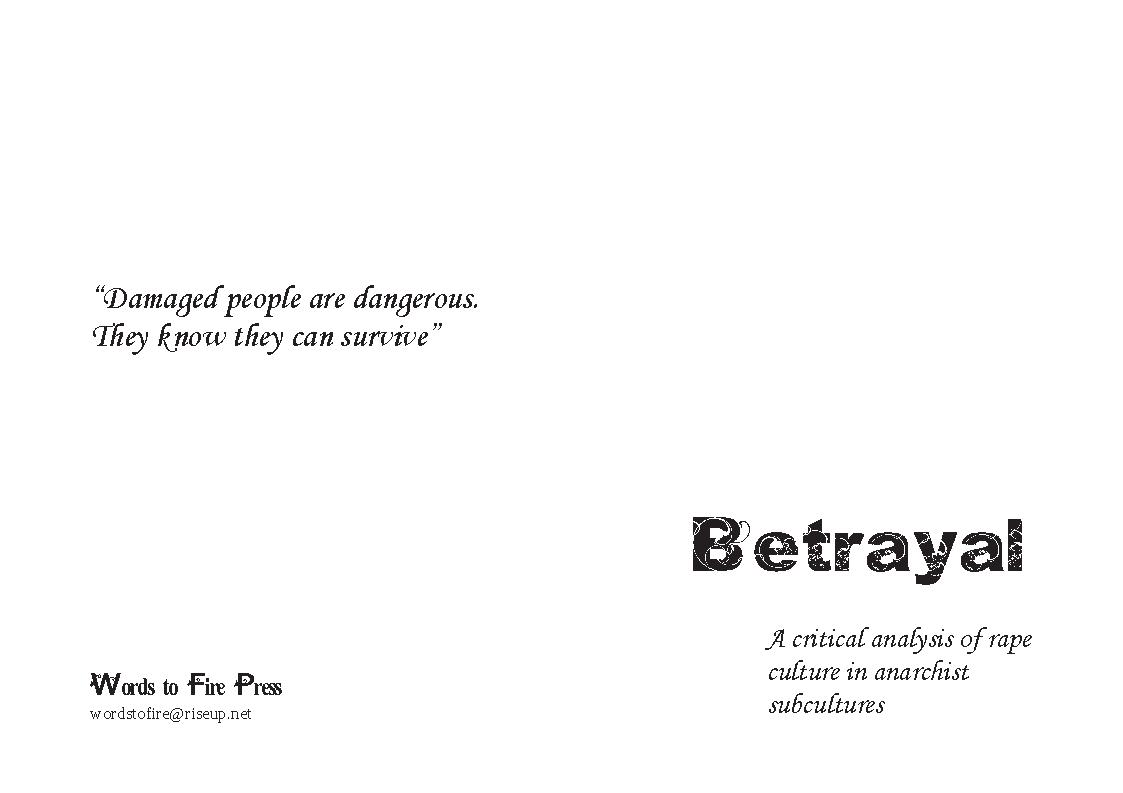 “Damaged people are dangerous.
They know they can survive”
Words to Fire Press
wordstofire@riseup.net
Betrayal
A critical analysis of rape
culture in anarchist
subcultures